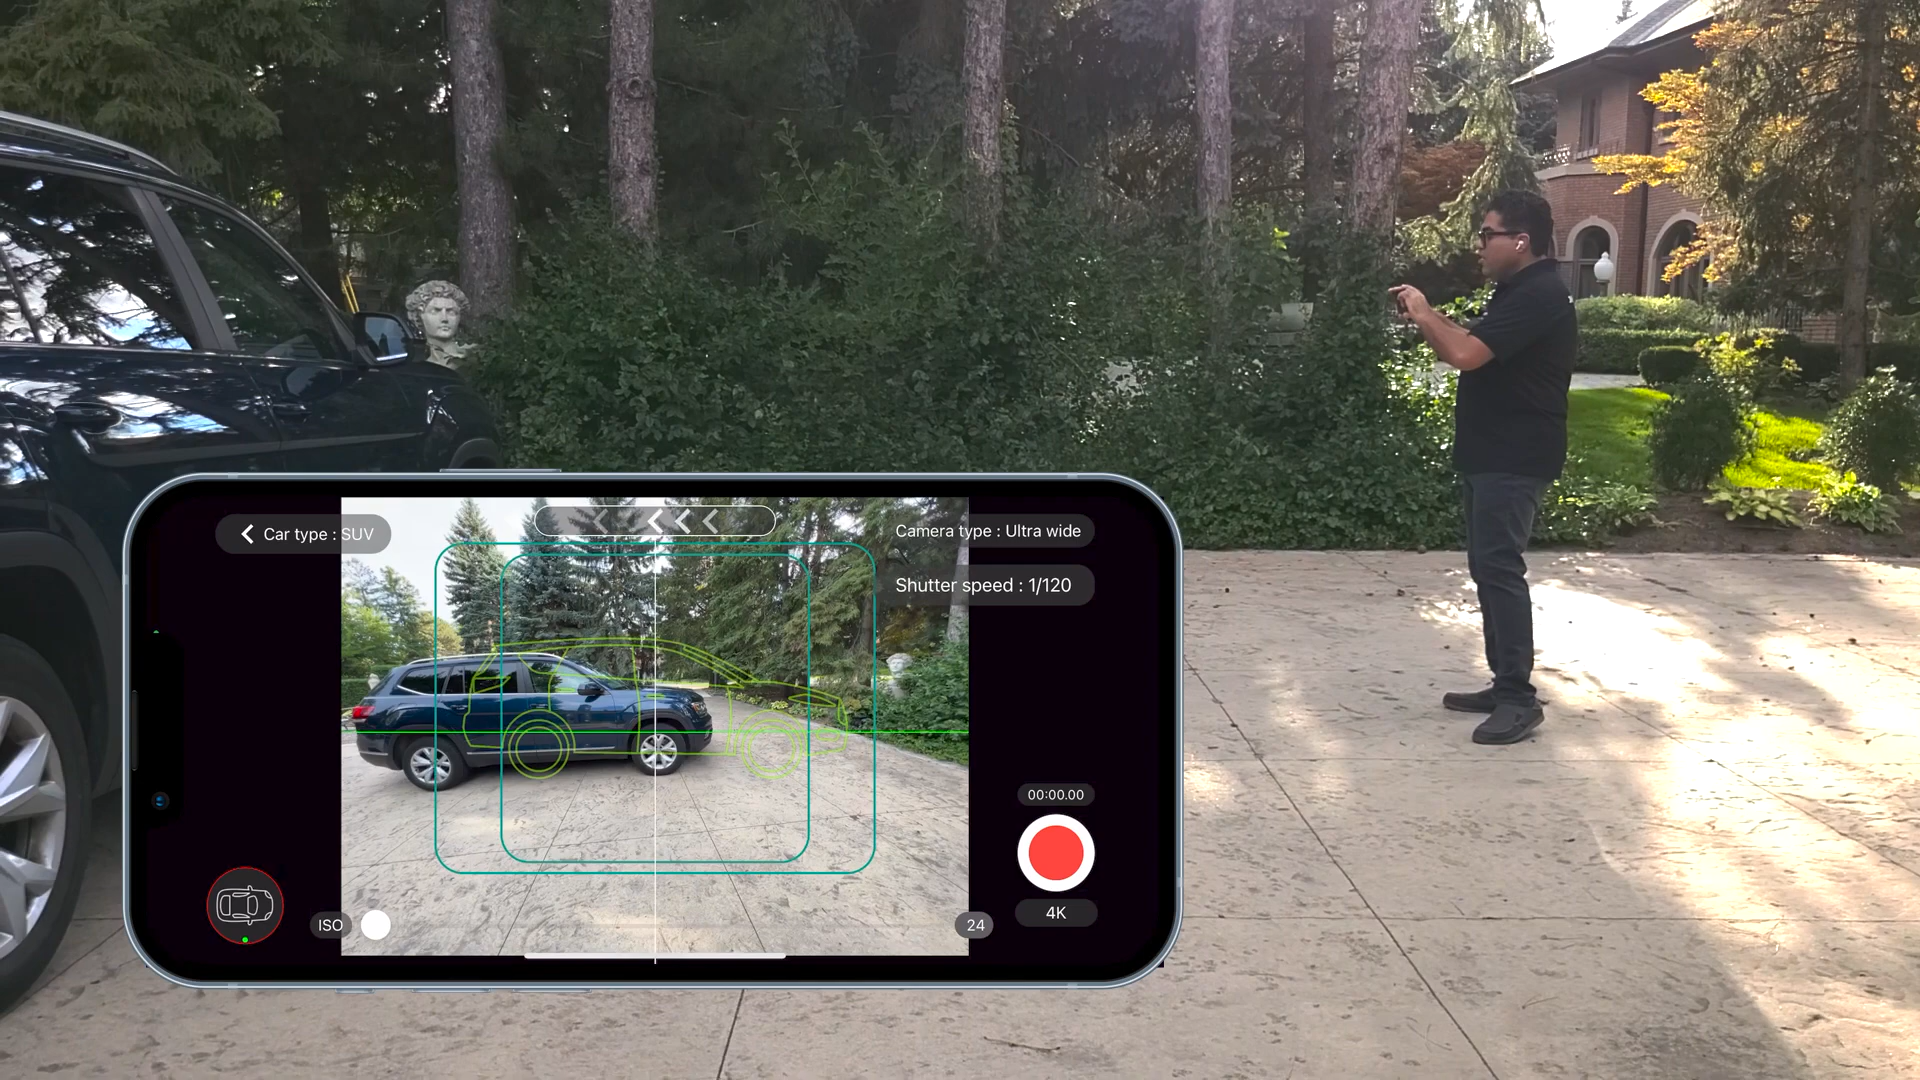 Car type : SUV
Camera type : Ultra wide
Shutter speed : 1/120
00:00.00
4K
ISO
24